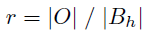 r = |O| / |B_h|